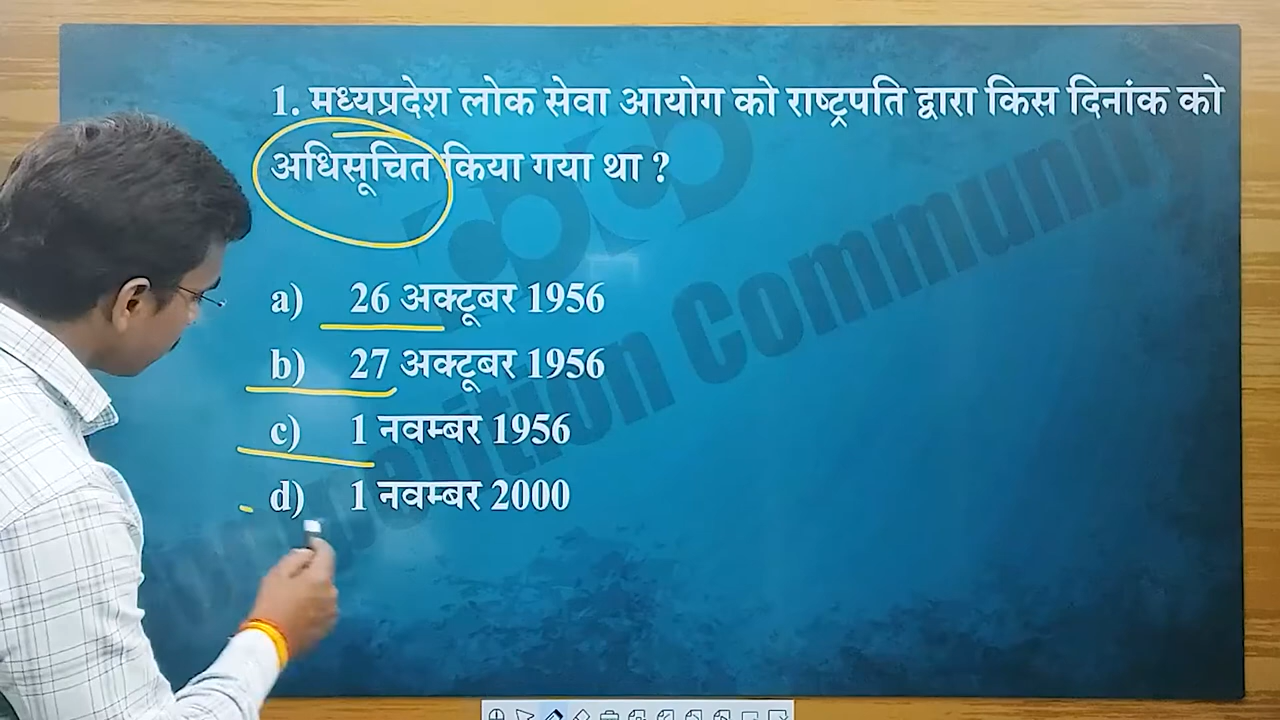 1. मध्यप्रदेश लोक सेवा आयोग को राष्ट्रपति द्वारा किस दिनांक को
अधिसूचित किया गया था ?
a) 26 अक्टूबर 1956
b) 27 अक्टूबर 1956
c) 1 नवम्बर 1956
d) 1 नवम्बर 2000
Community